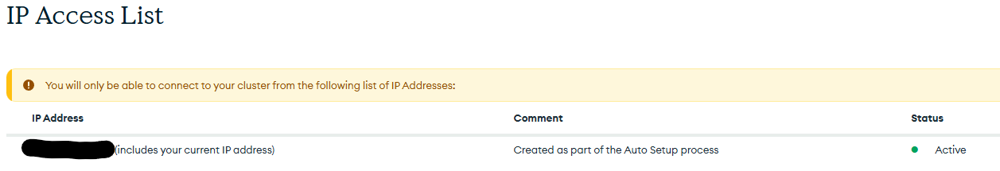 IP Access List
You will only be able to connect to your cluster from the following list of IP Addresses:
IP Address Comment Status
(includes your current IP address) Created as part of the Auto Setup process Active